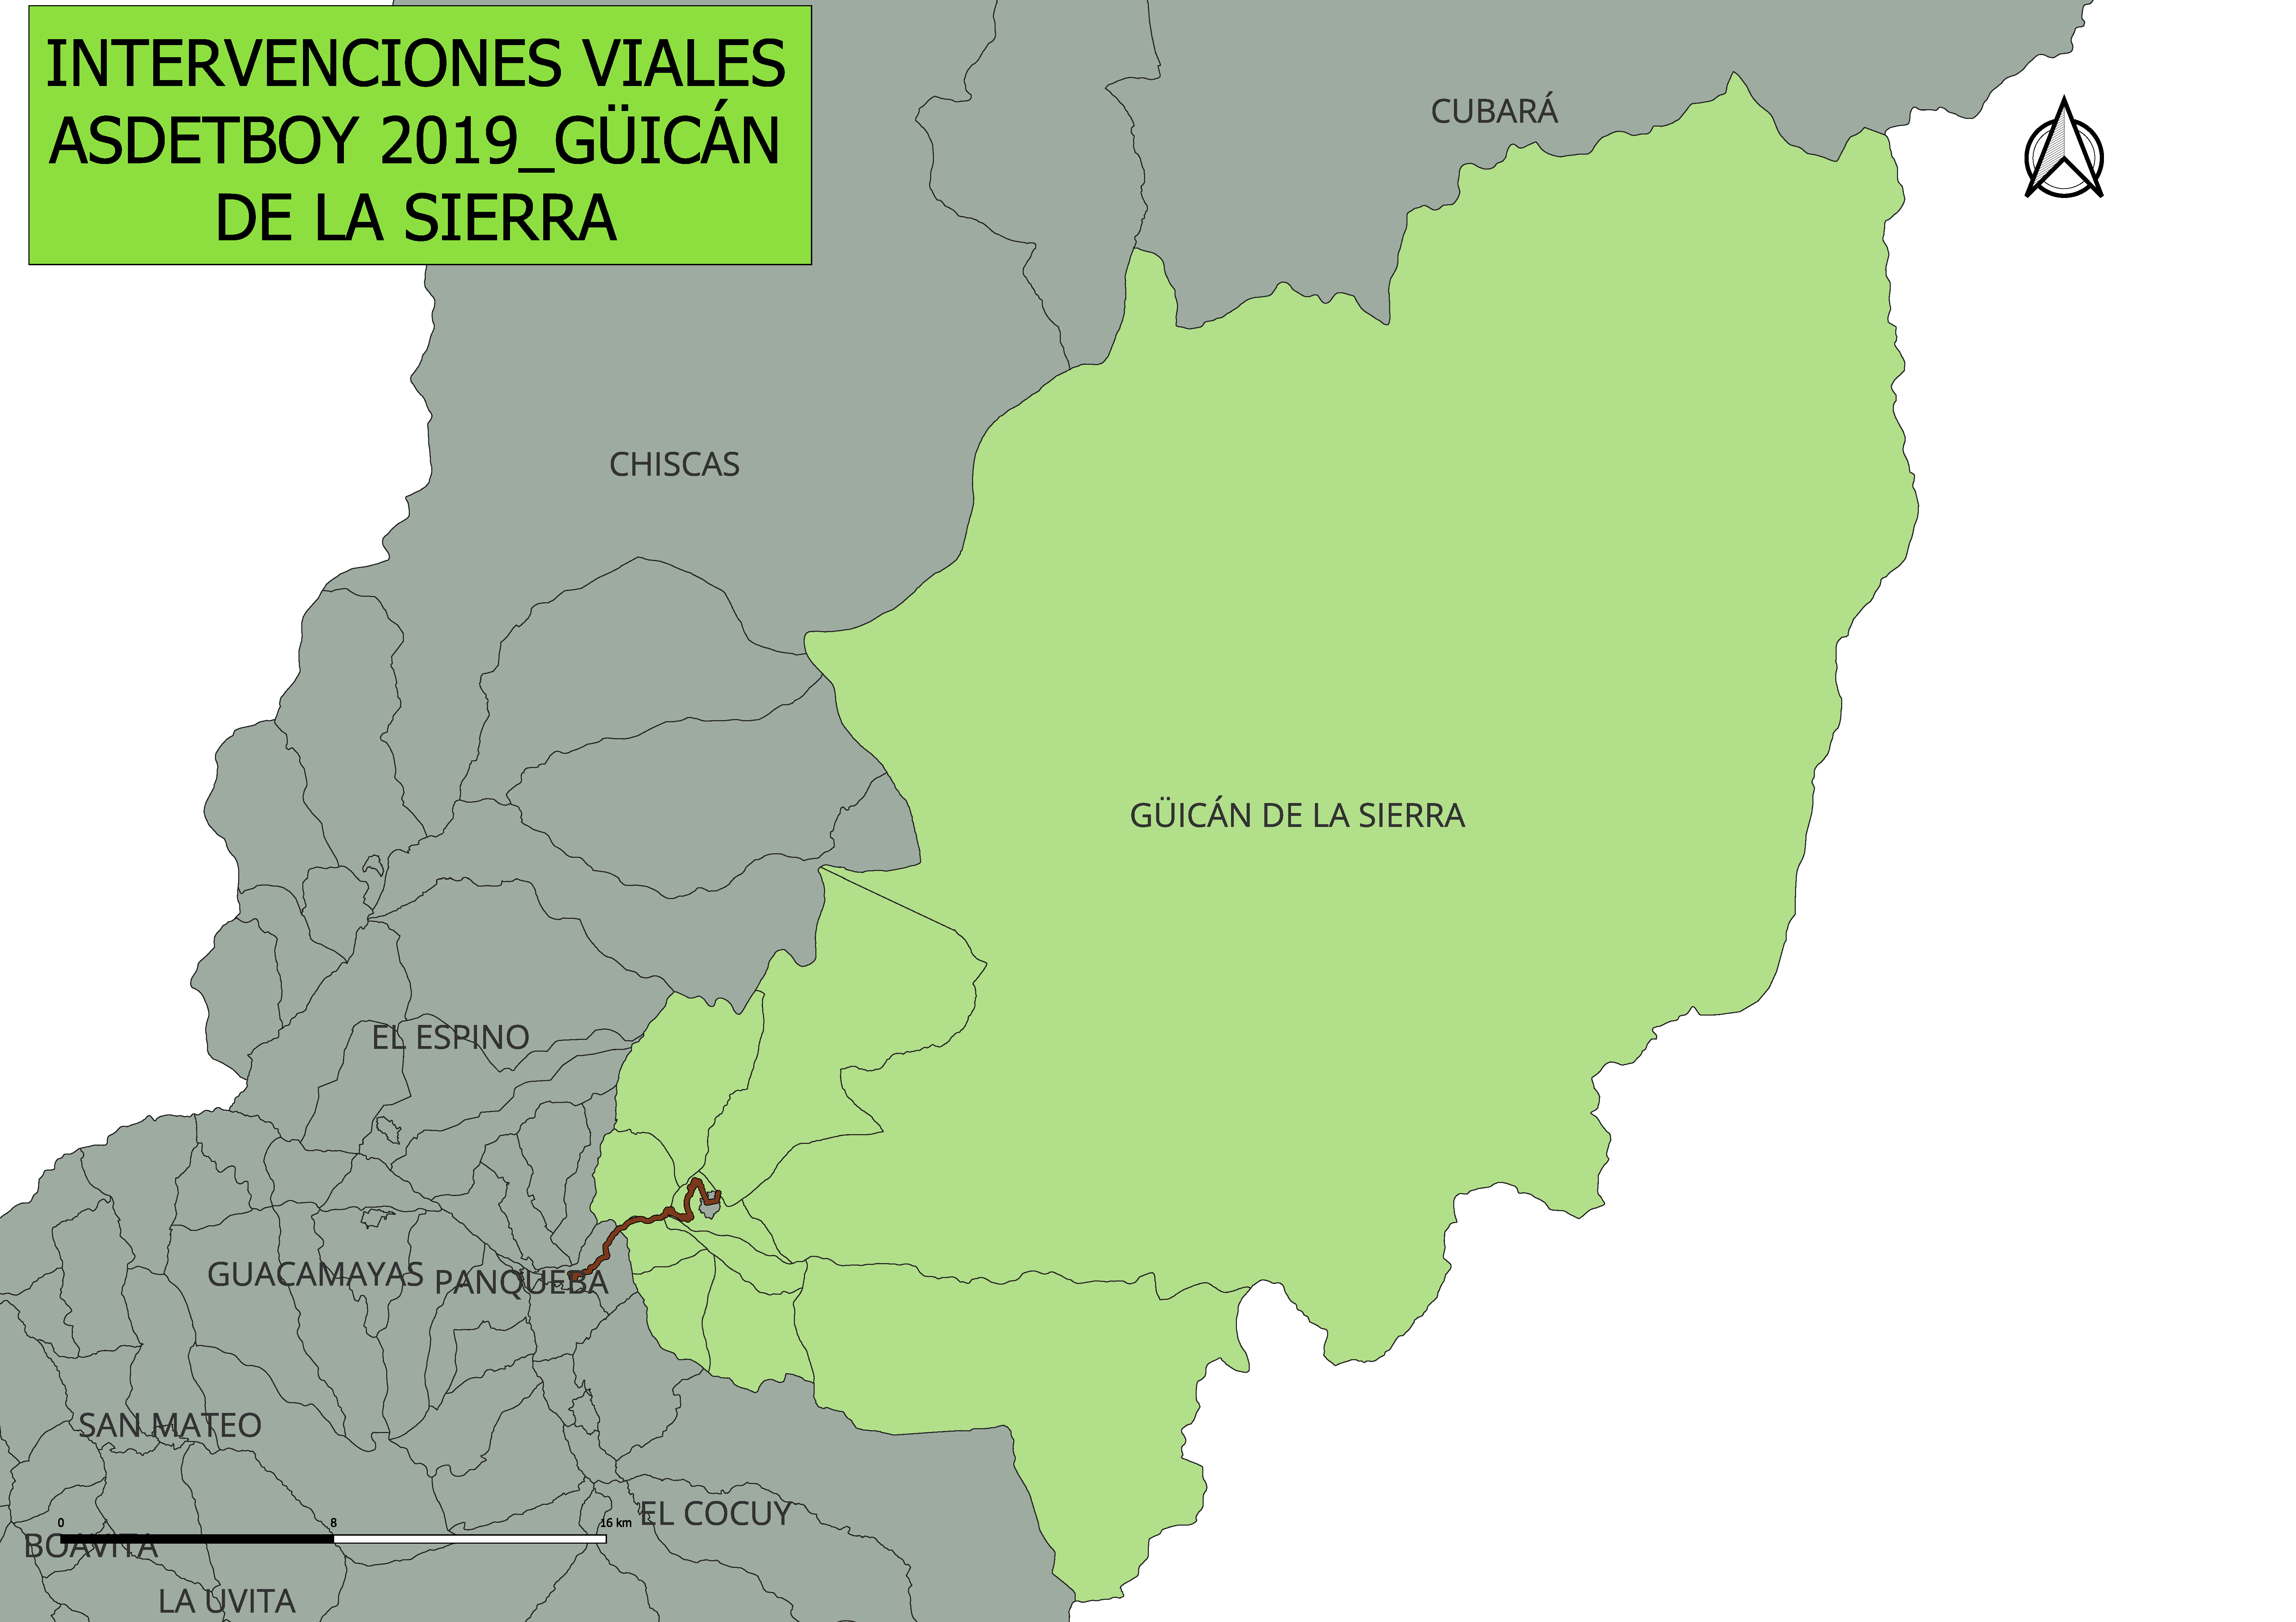 INTERVENCIONES VIALES
ASDETBOY 2019_GÜICÁN
DE LA SIERRA
CUBARÁ
CHISCAS
GÜICÁN DE LA SIERRA
EL ESPINO
GUACAMAYAS
PANQUEBA
SAN MATEO
EL COCUY
0 8 16 km
BOAVITA
LA UVITA